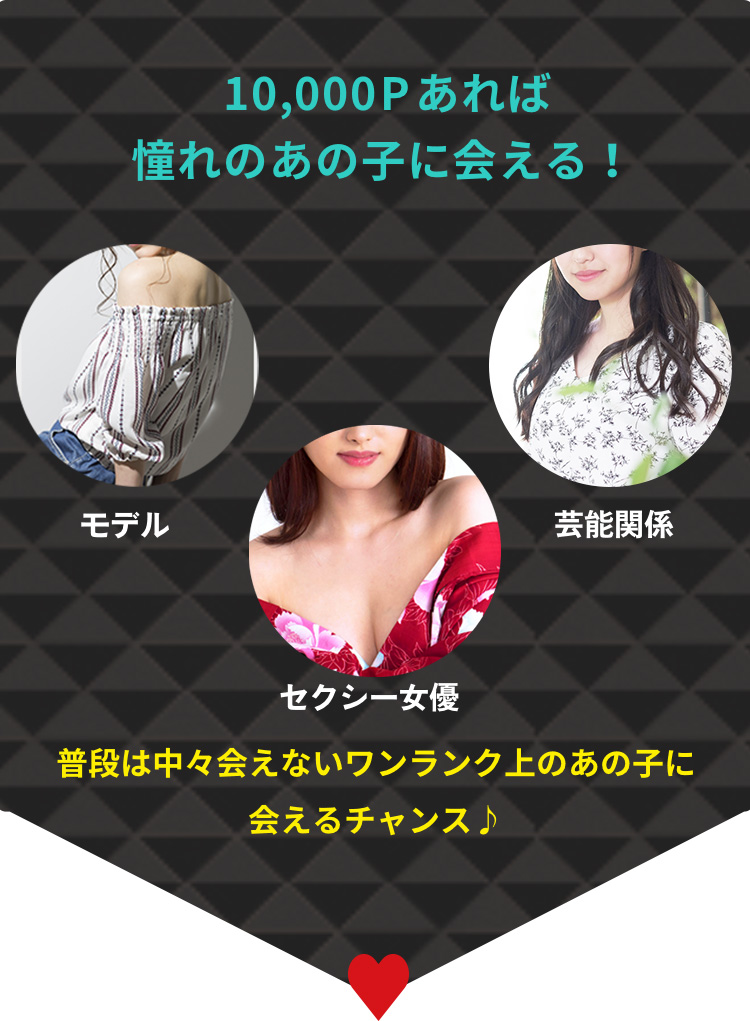 10,000Pあれば
憧れのあの子に会える！
モデル
芸能関係
セクシー女優
普段は中々会えないワンランク上のあの子に
会えるチャンス♪